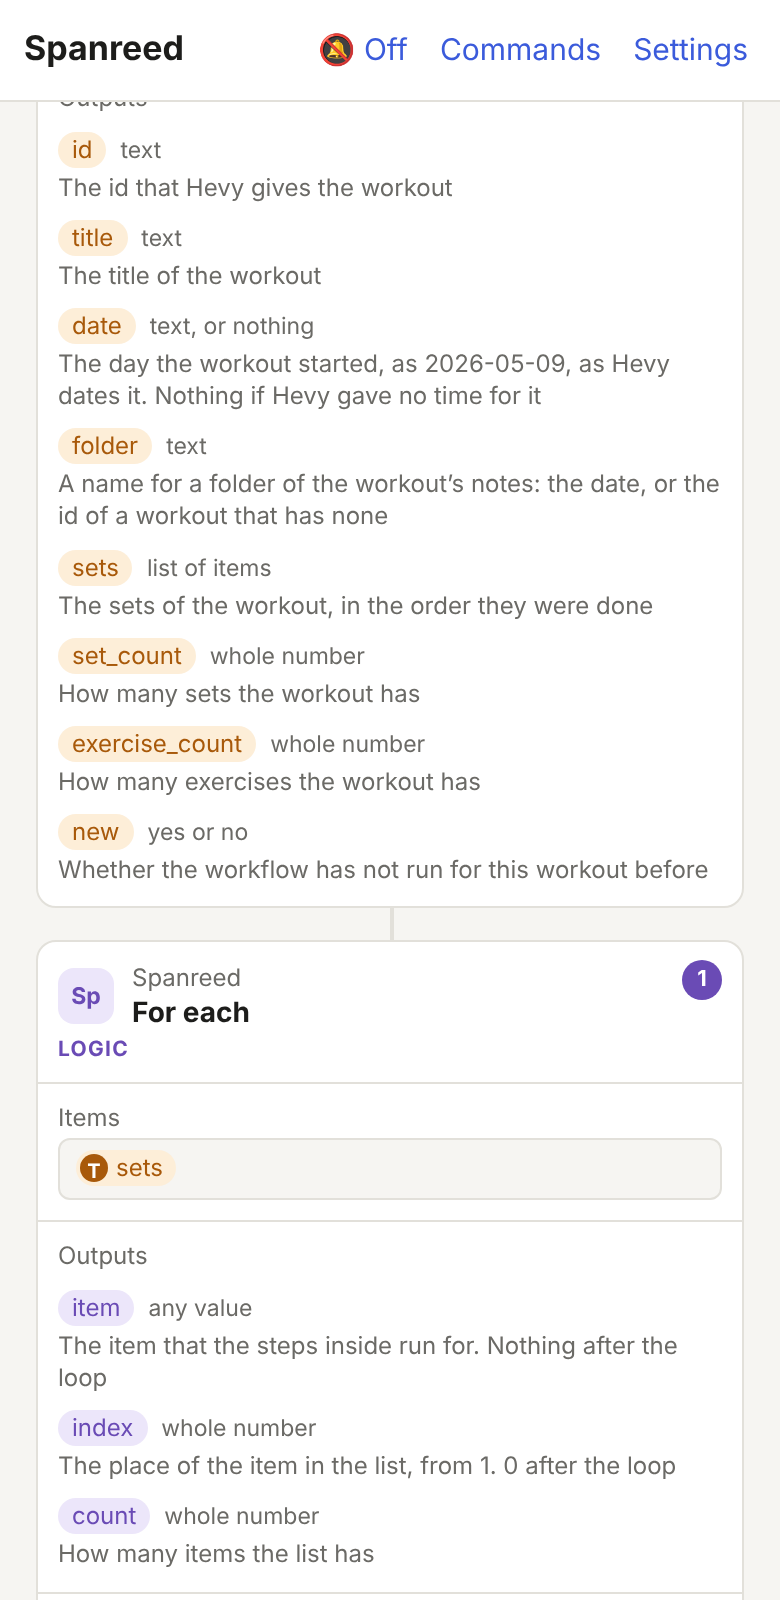 Spanreed
Off
Commands
Settings
Outputs
id text
The id that Hevy gives the workout
title text
The title of the workout
date text, or nothing
The day the workout started, as 2026-05-09, as Hevy
dates it. Nothing if Hevy gave no time for it
folder text
A name for a folder of the workout’s notes: the date, or the
id of a workout that has none
sets list of items
The sets of the workout, in the order they were done
set_count whole number
How many sets the workout has
exercise_count whole number
How many exercises the workout has
new yes or no
Whether the workflow has not run for this workout before
Sp
Spanreed
For each
1
LOGIC
Items
T sets
Outputs
item any value
The item that the steps inside run for. Nothing after the
loop
index whole number
The place of the item in the list, from 1. 0 after the loop
count whole number
How many items the list has